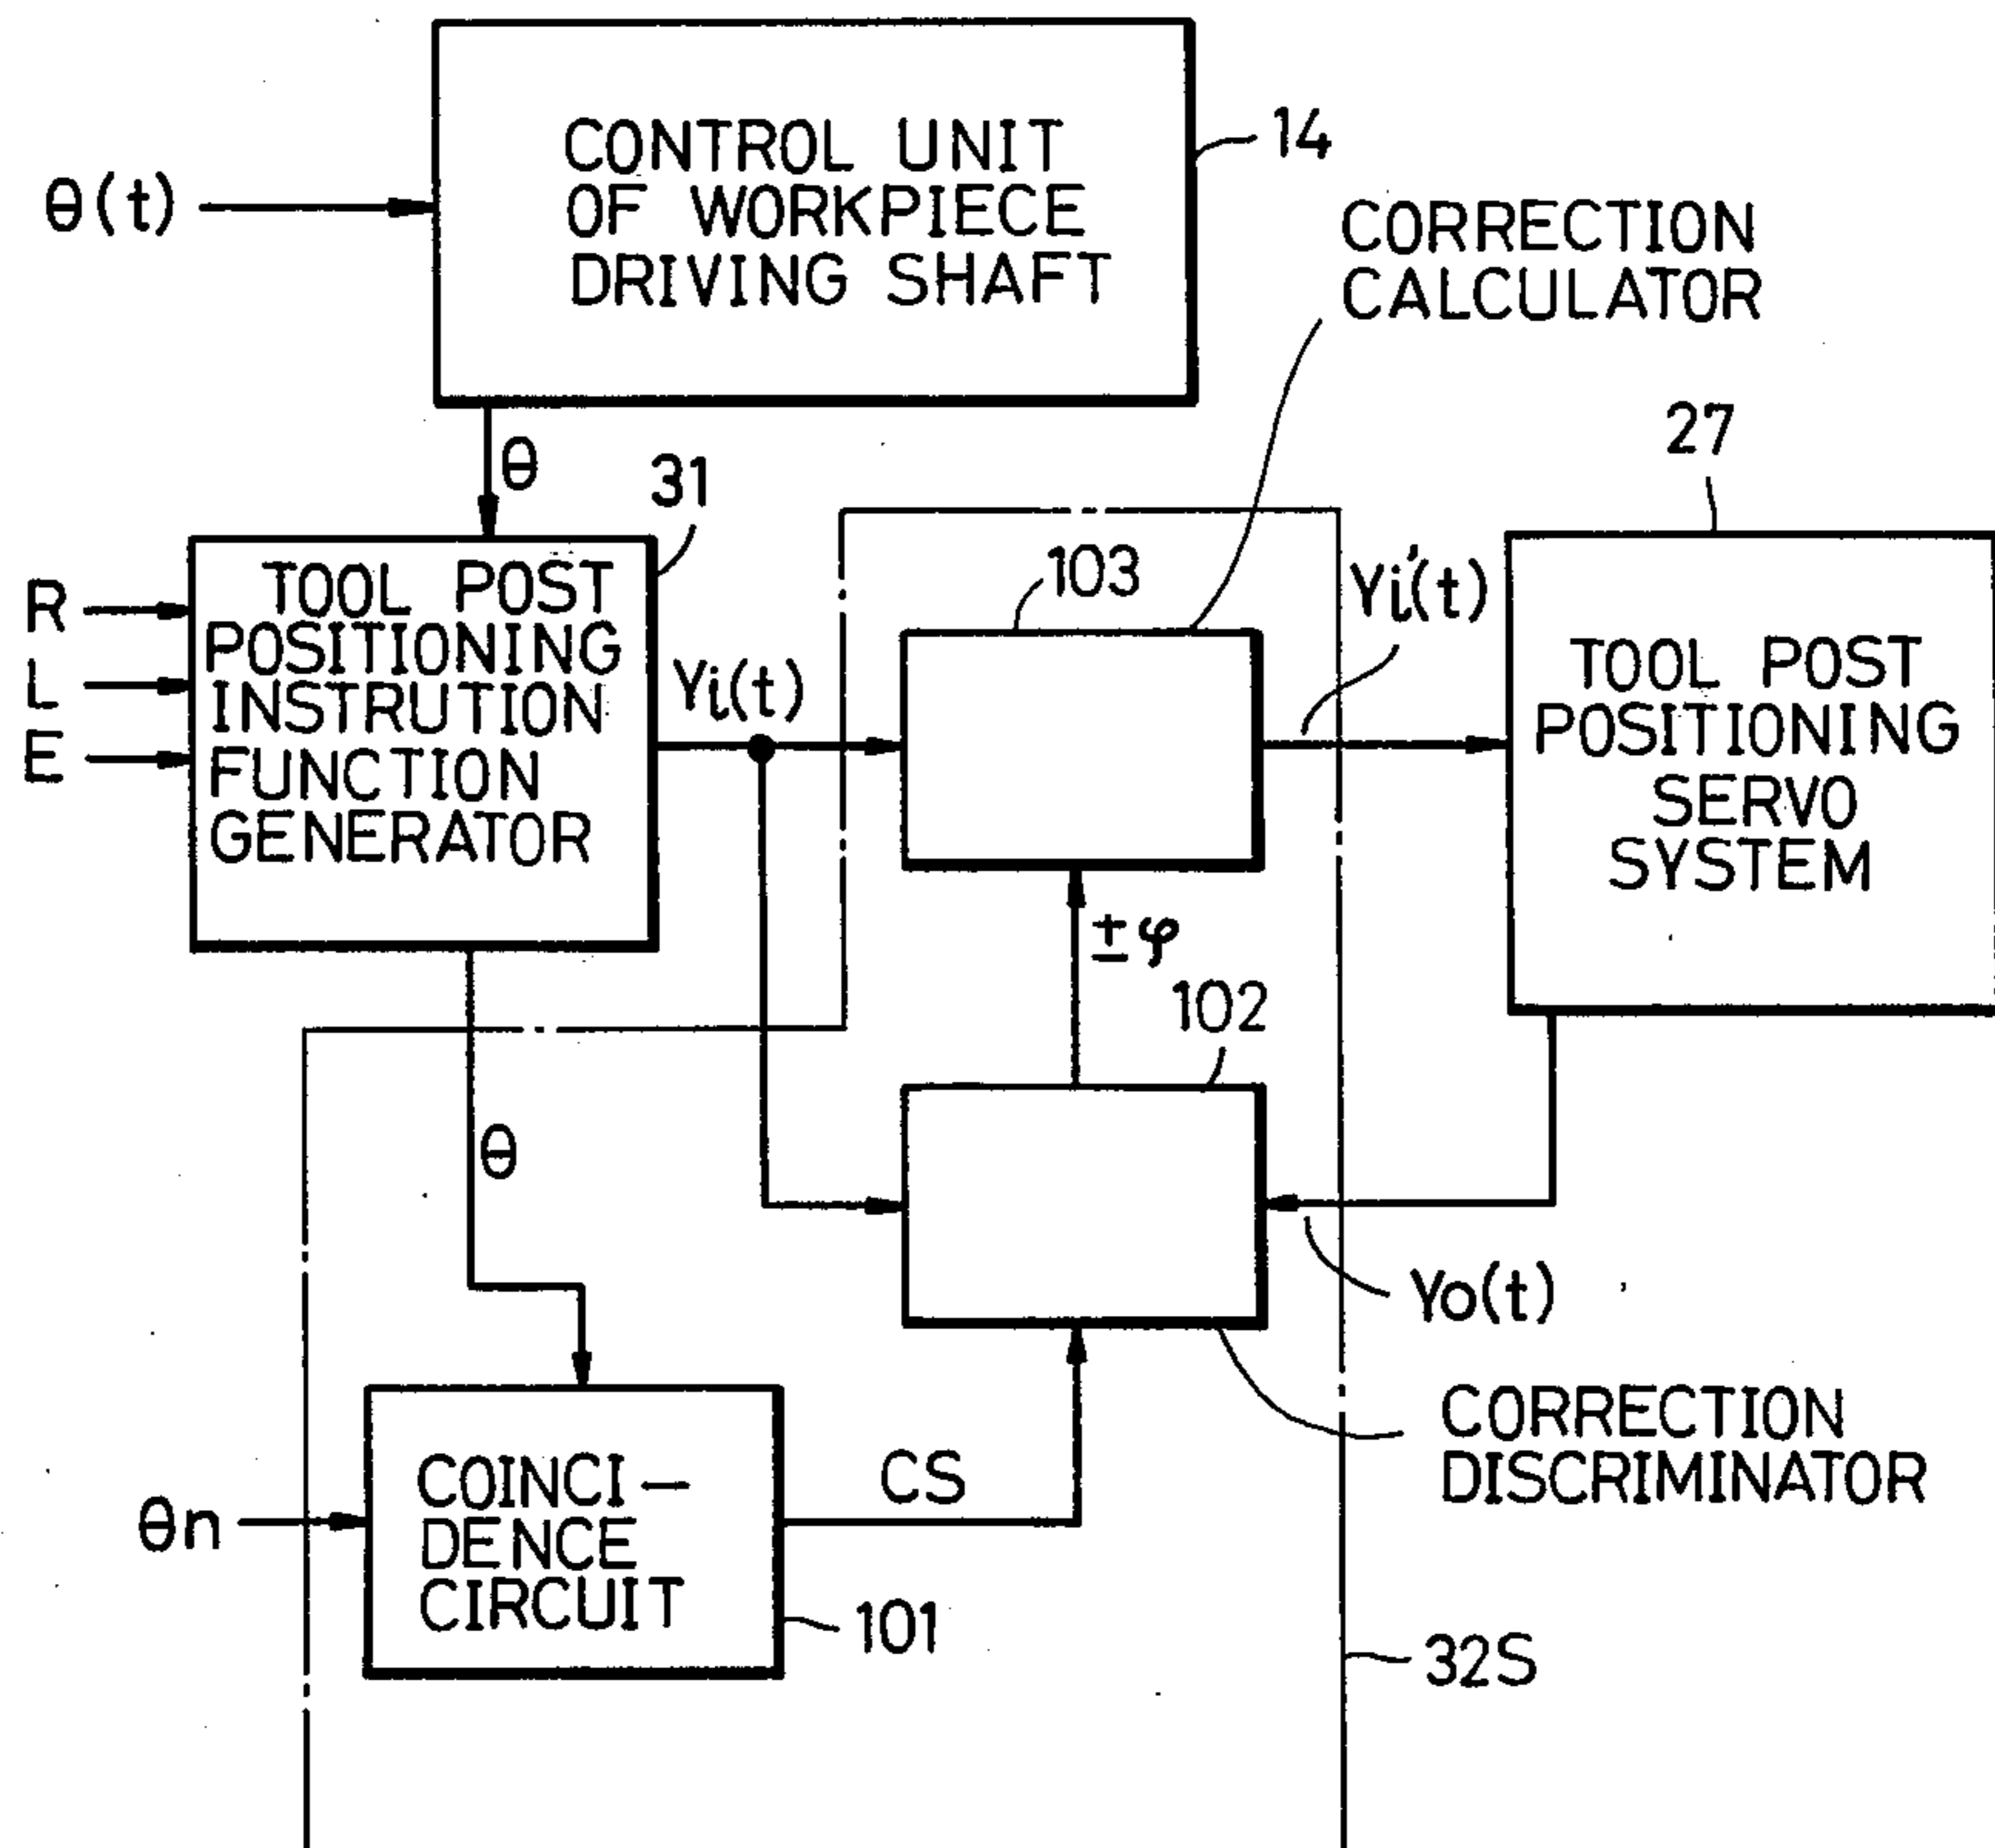 CONTROL UNIT
OF WORKPIECE
DRIVING SHAFT
14
θ(t)
CORRECTION
CALCULATOR
27
θ
31
TOOL POST
POSITIONING
INSTRUTION
FUNCTION
GENERATOR
R
L
E
103
Yi(t)
Yi'(t)
TOOL POST
POSITIONING
SERVO
SYSTEM
±φ
102
θ
Yo(t)
CORRECTION
DISCRIMINATOR
COINCI-
DENCE
CIRCUIT
θn
CS
101
32S